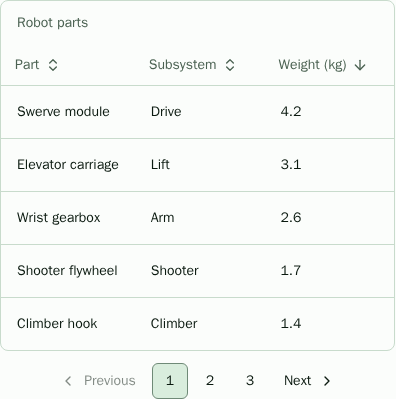 Robot parts
Part Subsystem Weight (kg)
Swerve module Drive 4.2
Elevator carriage Lift 3.1
Wrist gearbox Arm 2.6
Shooter flywheel Shooter 1.7
Climber hook Climber 1.4
Previous 1 2 3 Next